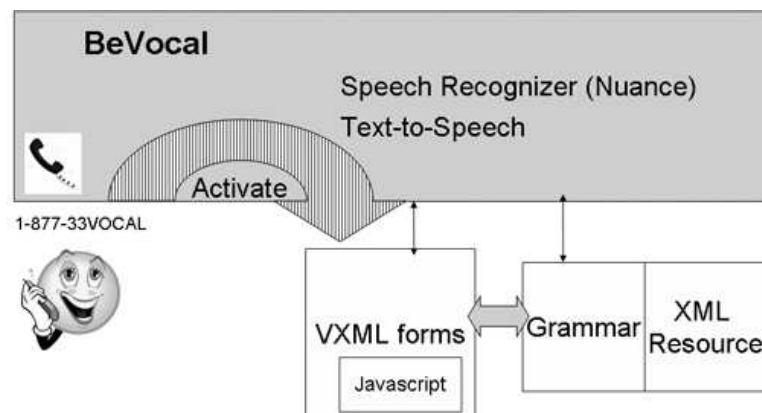 BeVocal
Speech Recognizer (Nuance)
Text-to-Speech
Activate
1-877-33VOCAL
VXML forms
Javascript
Grammar
XML
Resource